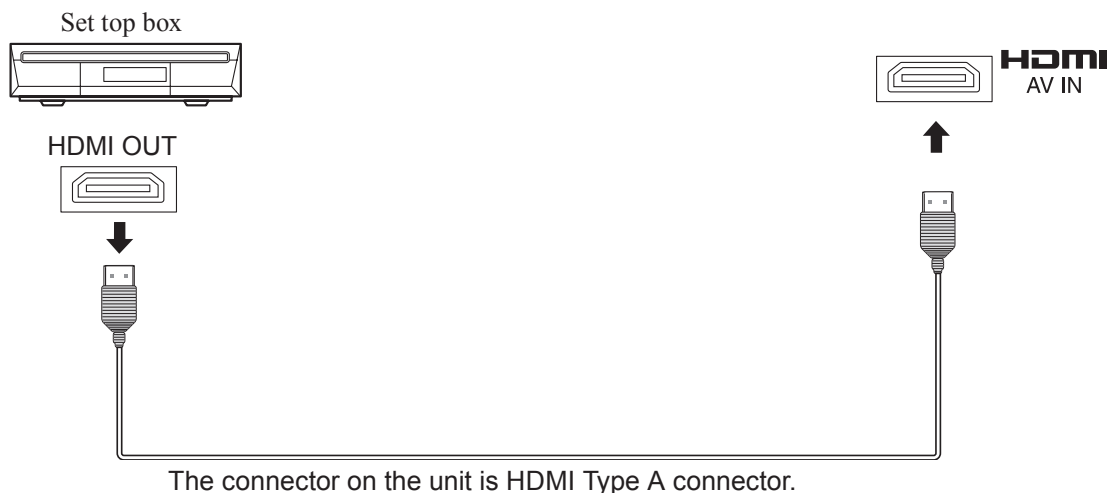 Set top box
HDMI
AV IN
HDMI OUT
The connector on the unit is HDMI Type A connector.